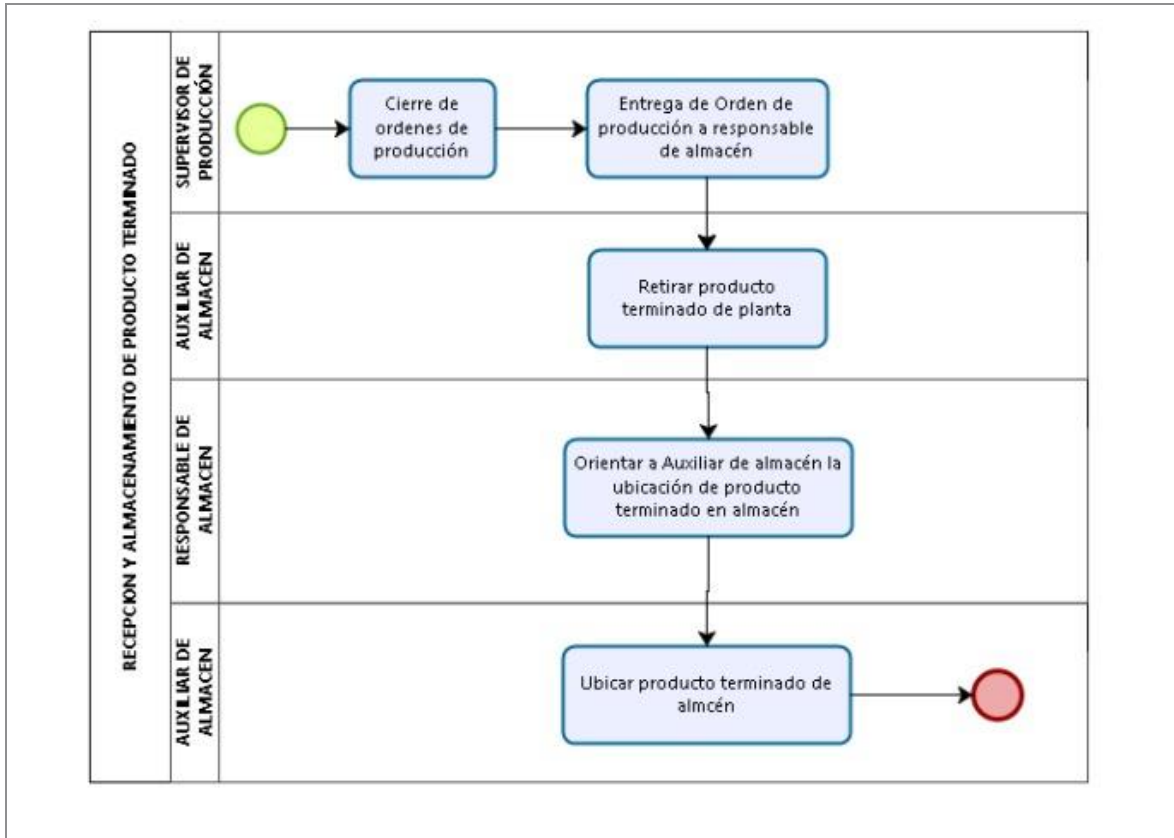 RECEPCION Y ALMACENAMIENTO DE PRODUCTO TERMINADO
SUPERVISOR DE
PRODUCCIÓN
Cierre de
ordenes de
producción
Entrega de Orden de
producción a responsable
de almacén
AUXILIAR DE
ALMACEN
Retirar producto
terminado de planta
RESPONSABLE DE
ALMACEN
Orientar a Auxiliar de almacén la
ubicación de producto
terminado en almacén
AUXILIAR DE
ALMACEN
Ubicar producto terminado de
almcén